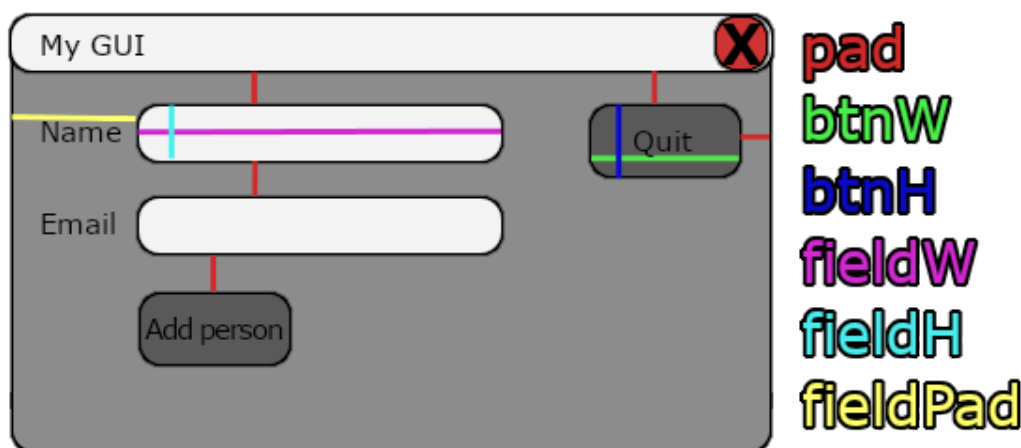 My GUI
X
Name
Quit
Email
Add person
pad
btnW
btnH
fieldW
fieldH
fieldPad